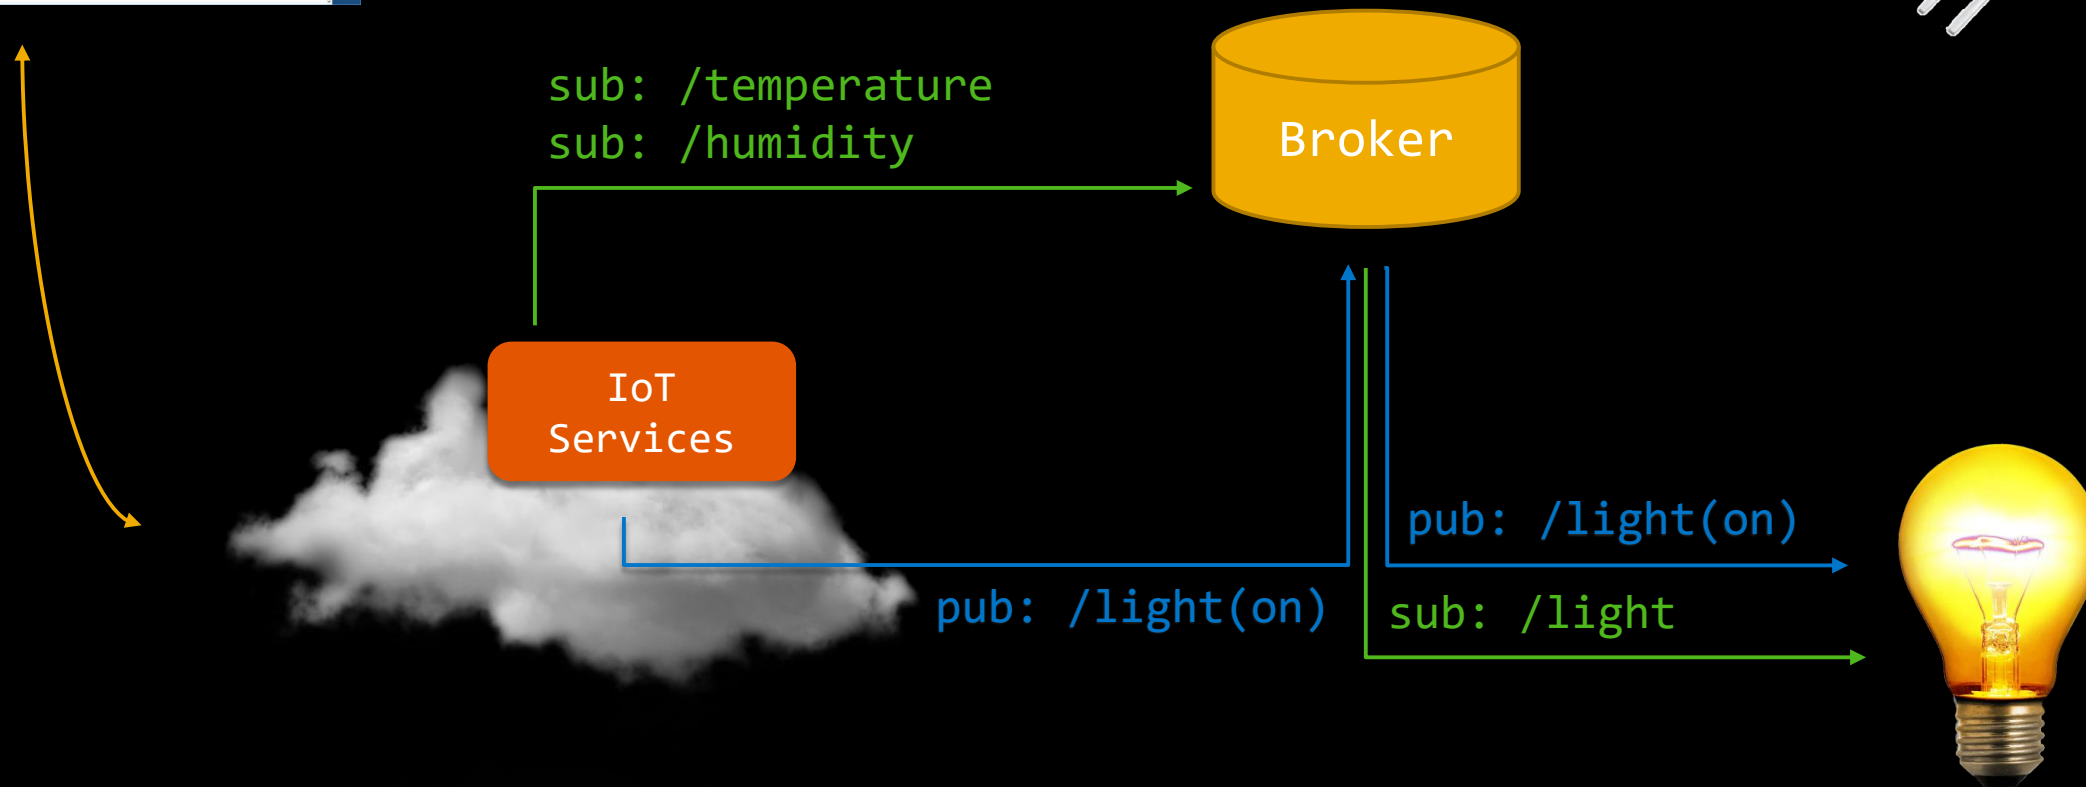 sub: /temperature
sub: /humidity
Broker
IoT
Services
pub: /light(on)
pub: /light(on)
sub: /light